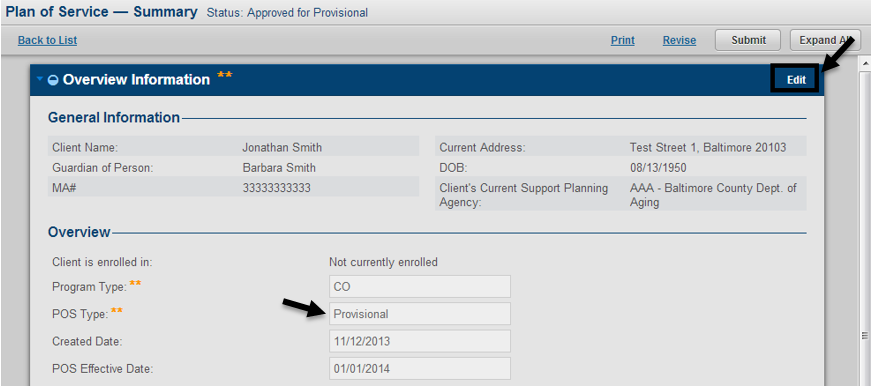 Plan of Service — Summary Status: Approved for Provisional
Back to List Print Revise Submit Expand All
Overview Information ** Edit
General Information
Client Name: Jonathan Smith Current Address: Test Street 1, Baltimore 20103
Guardian of Person: Barbara Smith DOB: 08/13/1950
MA# 33333333333 Client's Current Support Planning AAA - Baltimore County Dept. of
Agency: Aging
Overview
Client is enrolled in: Not currently enrolled
Program Type: ** CO
POS Type: ** Provisional
Created Date: 11/12/2013
POS Effective Date: 01/01/2014